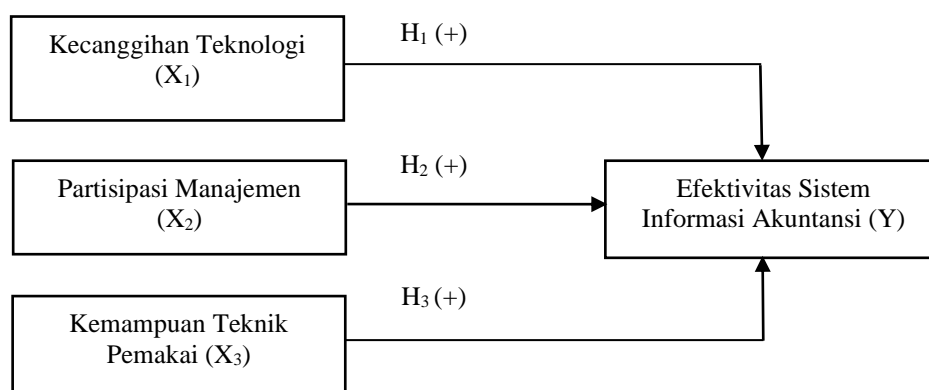 Kecanggihan Teknologi
(X₁)
H₁ (+)
Partisipasi Manajemen
(X₂)
H₂ (+)
Efektivitas Sistem
Informasi Akuntansi (Y)
Kemampuan Teknik
Pemakai (X₃)
H₃ (+)